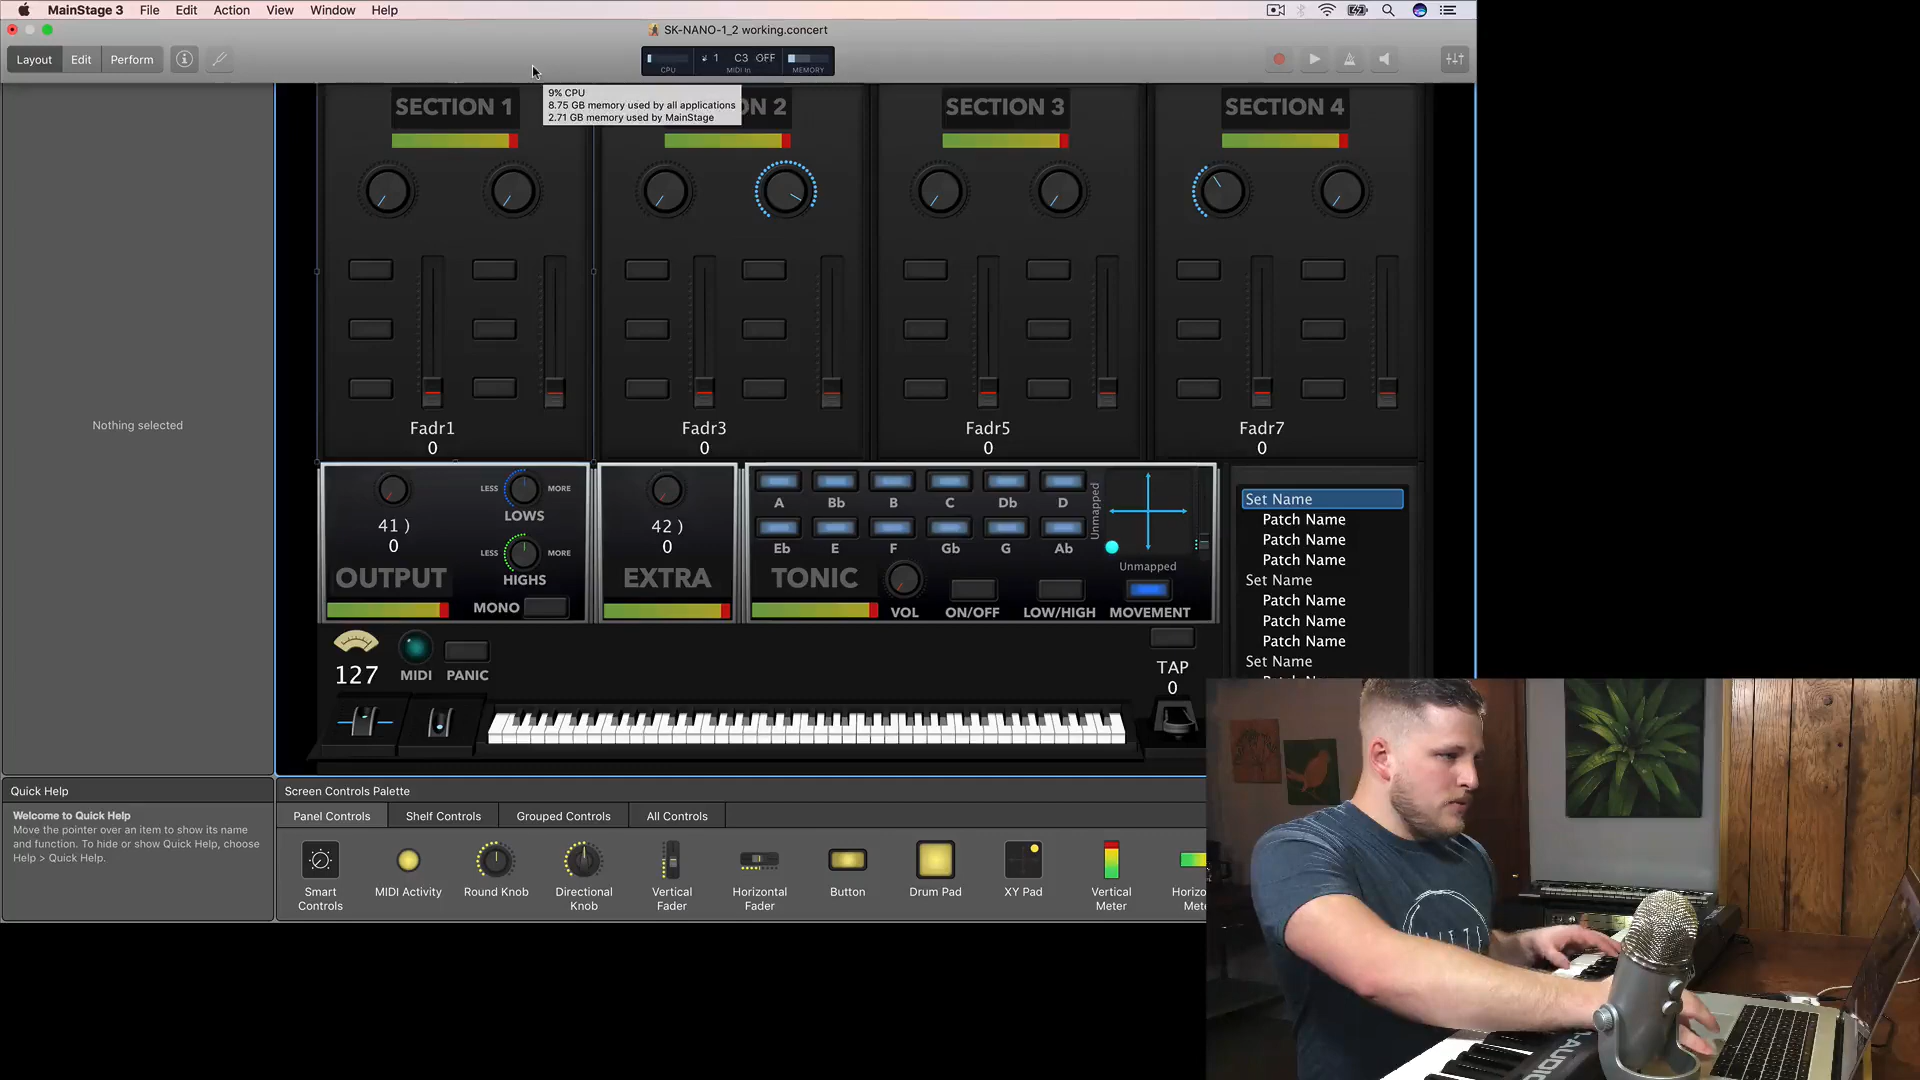 MainStage 3 File Edit Action View Window Help
SK-NANO-1_2 working.concert
Layout Edit Perform
1 C3 OFF
CPU MIDI In MEMORY
9% CPU
8.75 GB memory used by all applications
2.71 GB memory used by MainStage
SECTION 1 2 SECTION 3 SECTION 4
Fadr1 Fadr3 Fadr5 Fadr7
0 0 0 0
Nothing selected
LESS MORE
LOWS
41)
0
LESS MORE
HIGHS
OUTPUT
MONO
42)
0
EXTRA
A Bb B C Db D
Eb E F Gb G Ab
TONIC
VOL ON/OFF LOW/HIGH MOVEMENT
Unmapped
Unmapped
Set Name
Patch Name
Patch Name
Patch Name
Set Name
Patch Name
Patch Name
Patch Name
Set Name
127 MIDI PANIC
TAP
0
Quick Help
Welcome to Quick Help
Move the pointer over an item to show its name
and function. To hide or show Quick Help, choose
Help > Quick Help.
Screen Controls Palette
Panel Controls Shelf Controls Grouped Controls All Controls
Smart
Controls
MIDI Activity
Round Knob
Directional
Knob
Vertical
Fader
Horizontal
Fader
Button
Drum Pad
XY Pad
Vertical
Meter